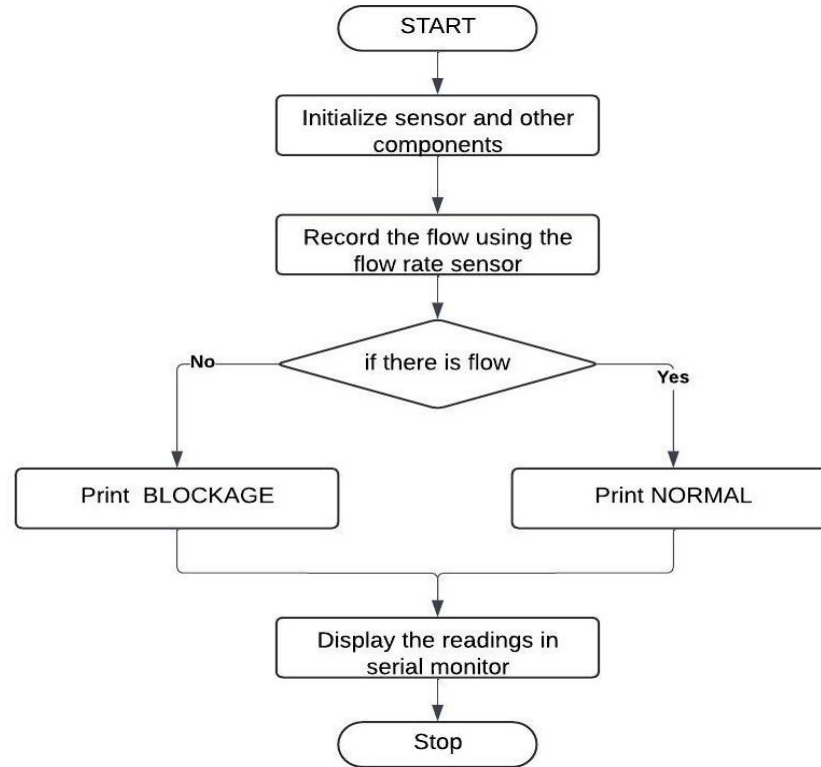 START
Initialize sensor and other
components
Record the flow using the
flow rate sensor
if there is flow
No
Yes
Print  BLOCKAGE
Print NORMAL
Display the readings in
serial monitor
Stop